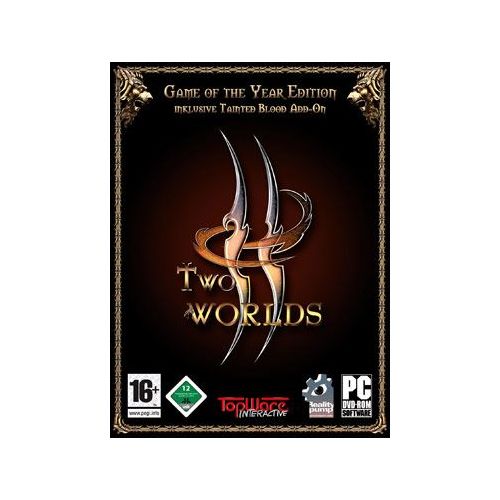 Game of the Year Edition
inklusive Tainted Blood Add-On
Two
WORLDS
16+
www.pegi.info
12
TopWare
INTERACTIVE
Reality
pump
PC
DVD-ROM
SOFTWARE